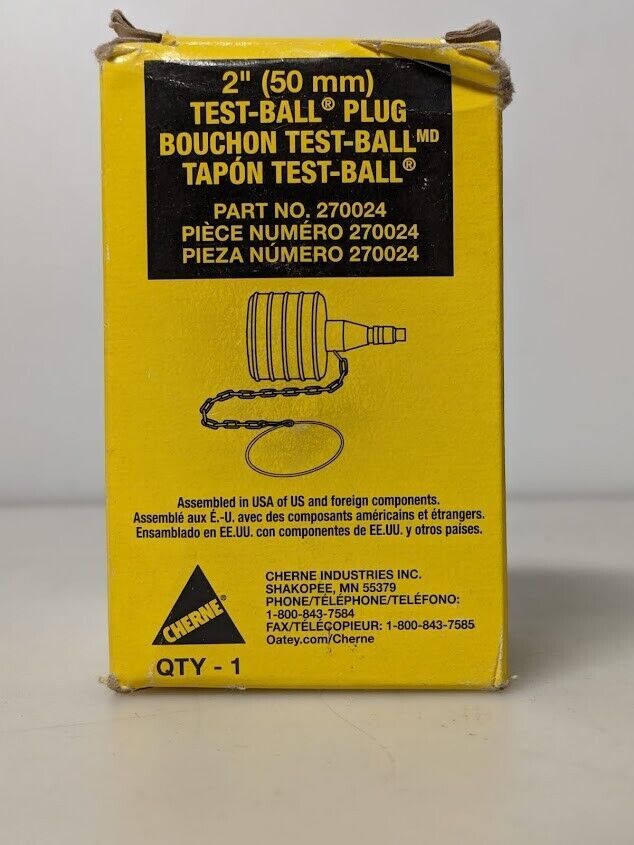 2" (50 mm)
TEST-BALL® PLUG
BOUCHON TEST-BALL MD
TAPÓN TEST-BALL®
PART NO. 270024
PIÈCE NUMÉRO 270024
PIEZA NÚMERO 270024
Assembled in USA of US and foreign components.
Assemblé aux É.-U. avec des composants américains et étrangers.
Ensamblado en EE.UU. con componentes de EE.UU. y otros países.
CHERNE®
CHERNE INDUSTRIES INC.
SHAKOPEE, MN 55379
PHONE/TÉLÉPHONE/TELÉFONO:
1-800-843-7584
FAX/TÉLÉCOPIEUR: 1-800-843-7585
Oatey.com/Cherne
QTY - 1